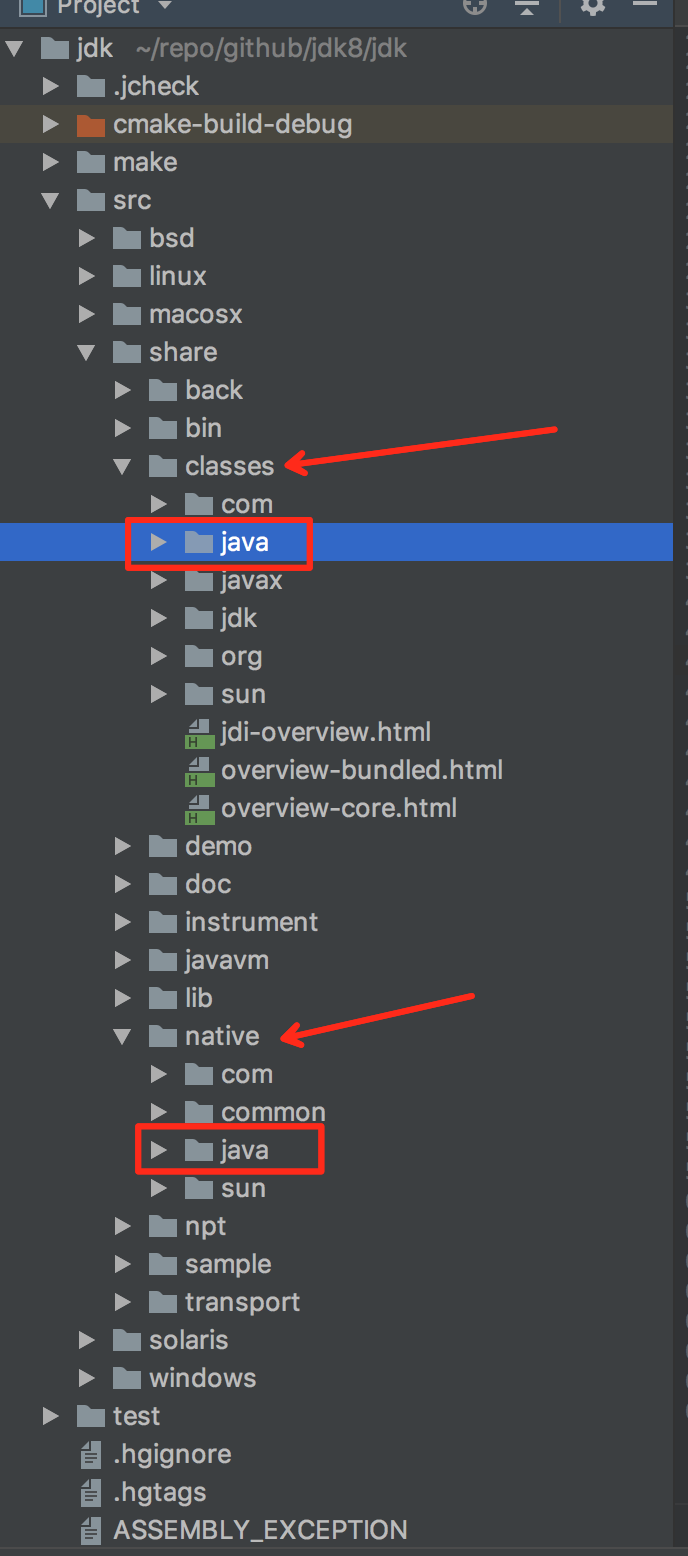 Project
jdk ~/repo/github/jdk8/jdk
.jcheck
cmake-build-debug
make
src
bsd
linux
macosx
share
back
bin
classes
com
java
javax
jdk
org
sun
jdi-overview.html
overview-bundled.html
overview-core.html
demo
doc
instrument
javavm
lib
native
com
common
java
sun
npt
sample
transport
solaris
windows
test
.hgignore
.hgtags
ASSEMBLY_EXCEPTION